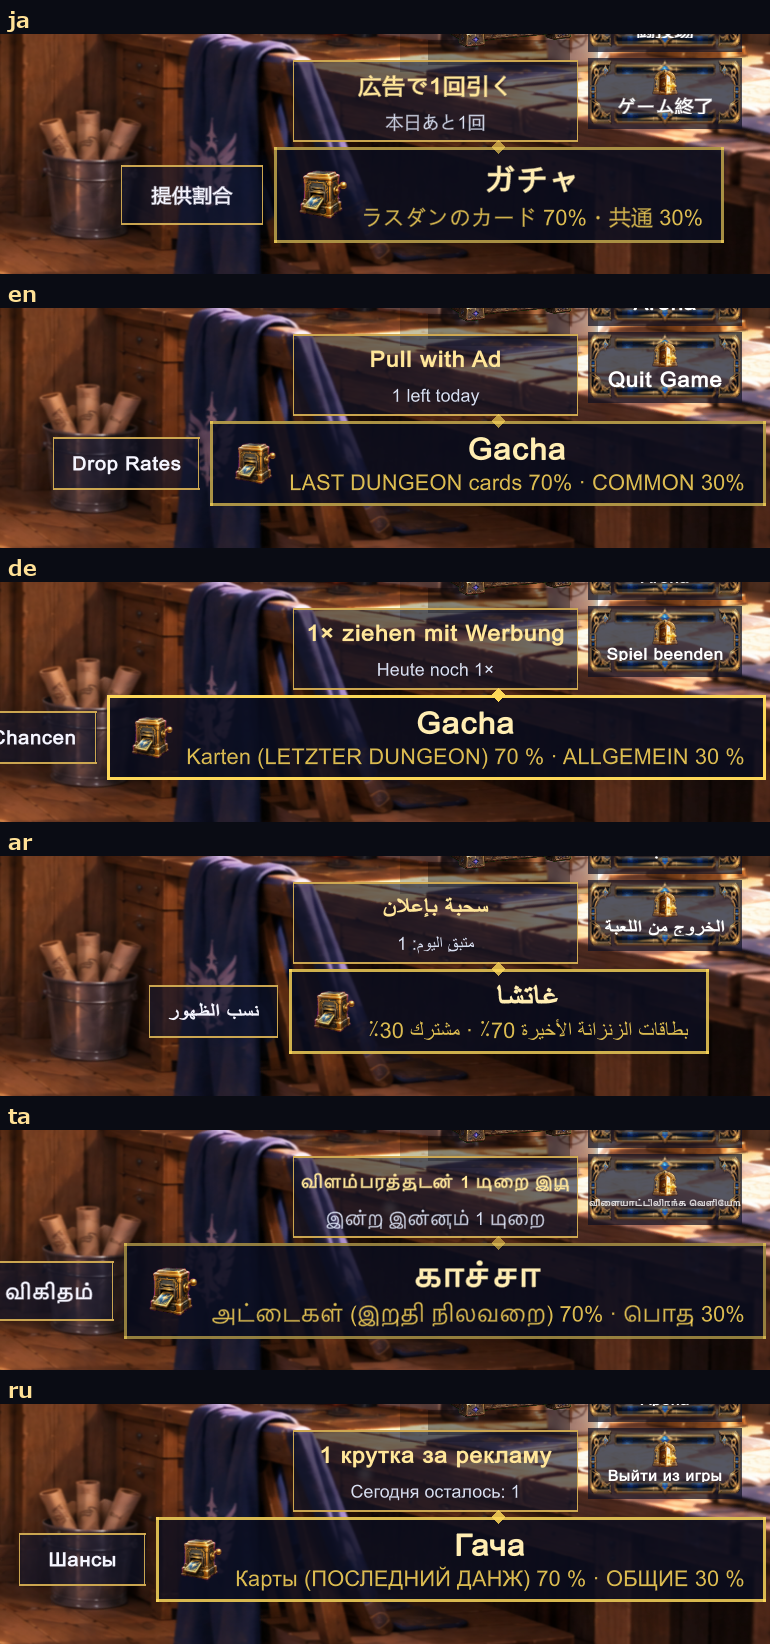 ja
広告で1回引く
本日あと1回
ゲーム終了
提供割合
ガチャ
ラスダンのカード 70%・共通 30%
en
Pull with Ad
1 left today
Quit Game
Drop Rates
Gacha
LAST DUNGEON cards 70% · COMMON 30%
de
1× ziehen mit Werbung
Heute noch 1×
Spiel beenden
Chancen
Gacha
Karten (LETZTER DUNGEON) 70 % · ALLGEMEIN 30 %
ar
سحبة بإعلان
متبقٍ اليوم: 1
الخروج من اللعبة
نسب الظهور
غاتشا
بطاقات الزنزانة الأخيرة 70٪ · مشترك 30٪
ta
1
1
விகிதம்
காச்சா
அட்டைகள் (இறுதி நிலவறை) 70% · பொது 30%
ru
1 крутка за рекламу
Сегодня осталось: 1
Выйти из игры
Шансы
Гача
Карты (ПОСЛЕДНИЙ ДАНЖ) 70 % · ОБЩИЕ 30 %